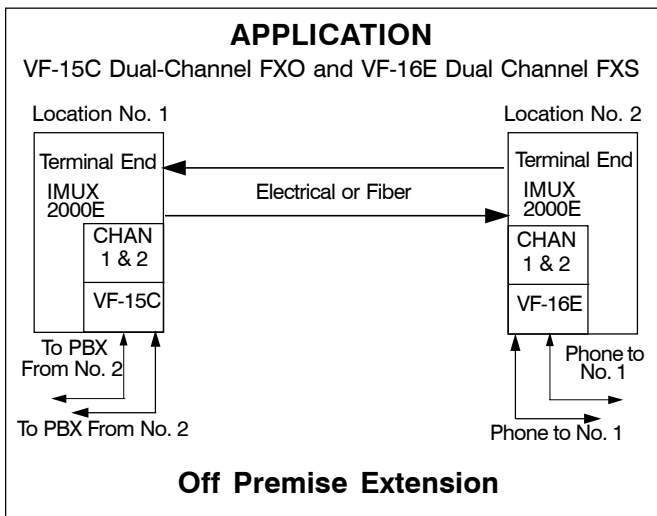 APPLICATION
VF-15C Dual-Channel FXO and VF-16E Dual Channel FXS
Location No. 1
Terminal End
IMUX
2000E
CHAN
1 & 2
VF-15C
To PBX
From No. 2
To PBX From No. 2
Electrical or Fiber
Location No. 2
Terminal End
IMUX
2000E
CHAN
1 & 2
VF-16E
Phone to
No. 1
Phone to No. 1
Off Premise Extension